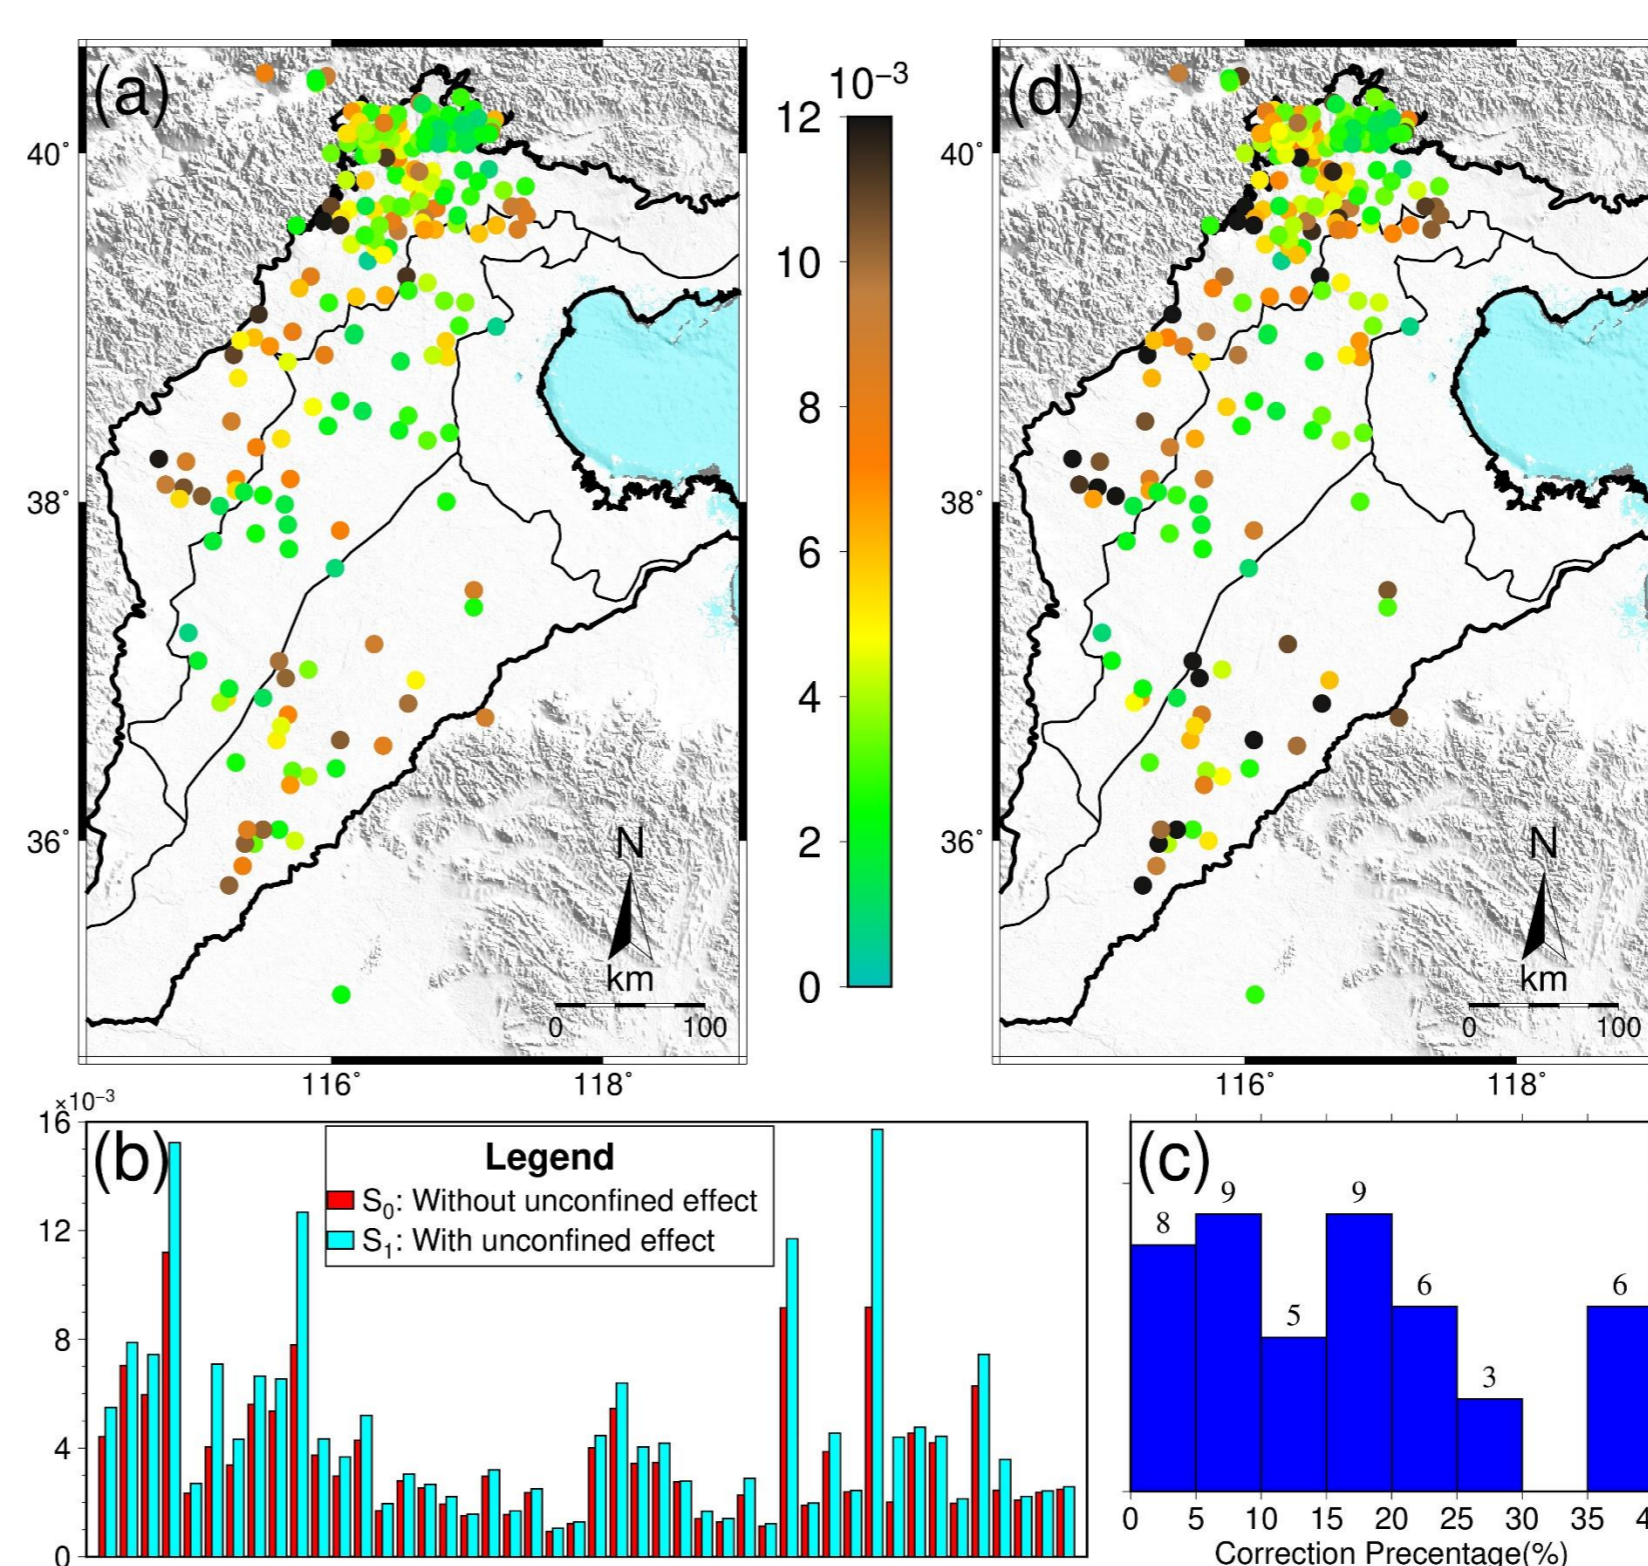 (a)
40°
38°
36°
116°
118°
N
km
0 100
10⁻³
12
10
8
6
4
2
0
(d)
40°
38°
36°
116°
118°
N
km
0 100
×10⁻³
16
12
8
4
0
(b)
Legend
S₀: Without unconfined effect
S₁: With unconfined effect
(c)
8
9
5
9
6
3
6
0 5 10 15 20 25 30 35
Correction Precentage(%)